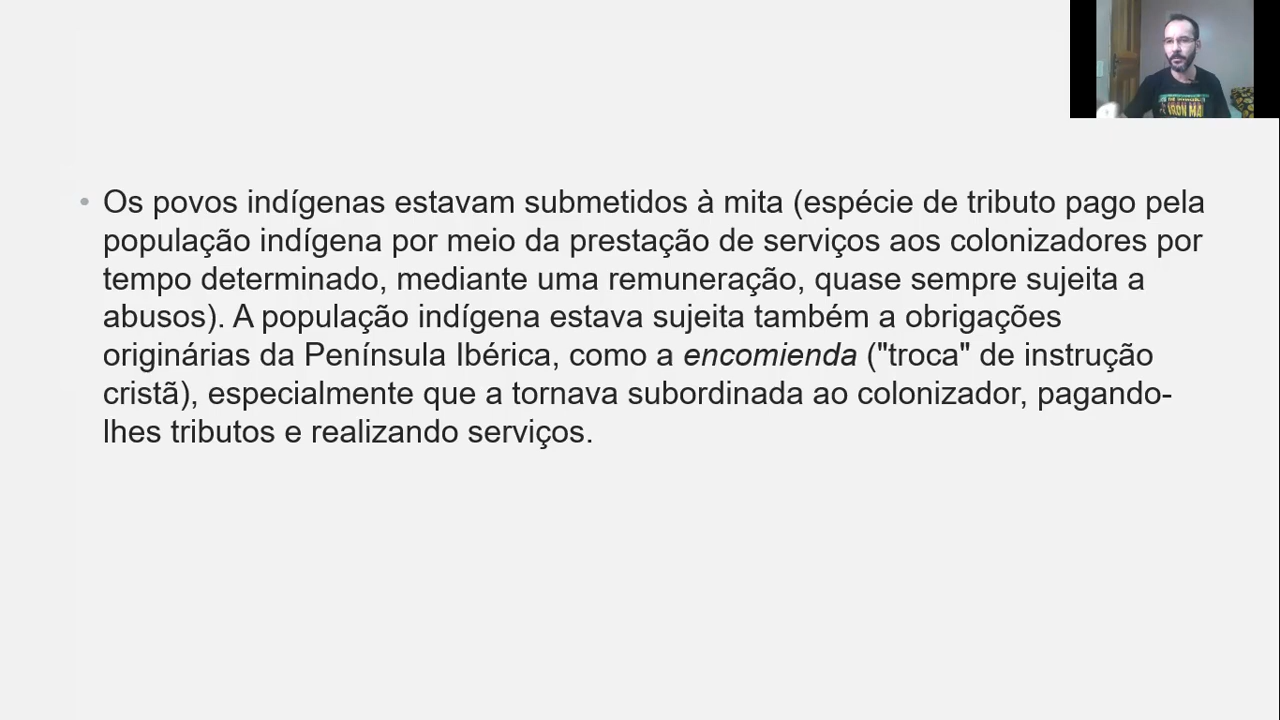 IRON MA
• Os povos indígenas estavam submetidos à mita (espécie de tributo pago pela
população indígena por meio da prestação de serviços aos colonizadores por
tempo determinado, mediante uma remuneração, quase sempre sujeita a
abusos). A população indígena estava sujeita também a obrigações
originárias da Península Ibérica, como a encomienda ("troca" de instrução
cristã), especialmente que a tornava subordinada ao colonizador, pagando-
lhes tributos e realizando serviços.